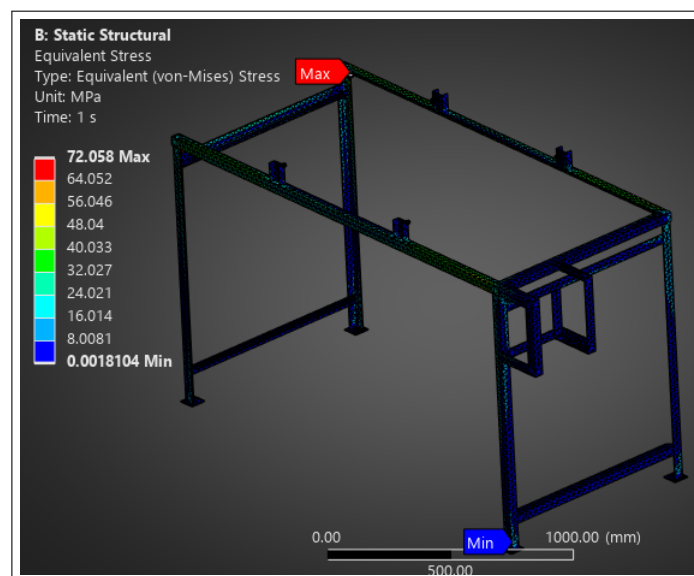 B: Static Structural
Equivalent Stress
Type: Equivalent (von-Mises) Stress
Unit: MPa
Time: 1 s
72.058 Max
64.052
56.046
48.04
40.033
32.027
24.021
16.014
8.0081
0.0018104 Min
Max
Min
0.00
1000.00 (mm)
500.00